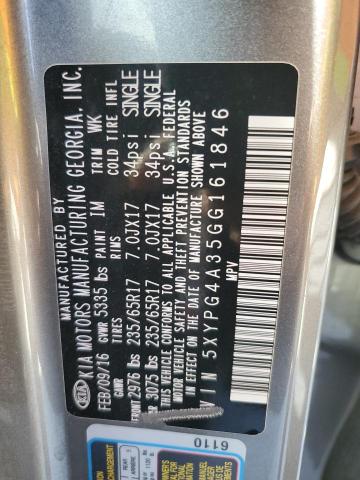 MANUFACTURED BY
KIA KIA MOTORS MANUFACTURING GEORGIA, INC.
FEB/09/16 GVWR 5335 lbs PAINT IM TRIM WK
GAWR TIRES RIMS COLD TIRE INFL
FRONT 2976 lbs 235/65R17 7.0JX17 34psi SINGLE
REAR 3075 lbs 235/65R17 7.0JX17 34psi SINGLE
THIS VEHICLE CONFORMS TO ALL APPLICABLE U.S.A. FEDERAL
MOTOR VEHICLE SAFETY AND THEFT PREVENTION STANDARDS
IN EFFECT ON THE DATE OF MANUFACTURE SHOWN ABOVE
VIN 5XYPG4A35GG161846
MPV
6110
REAR
ARRIERE